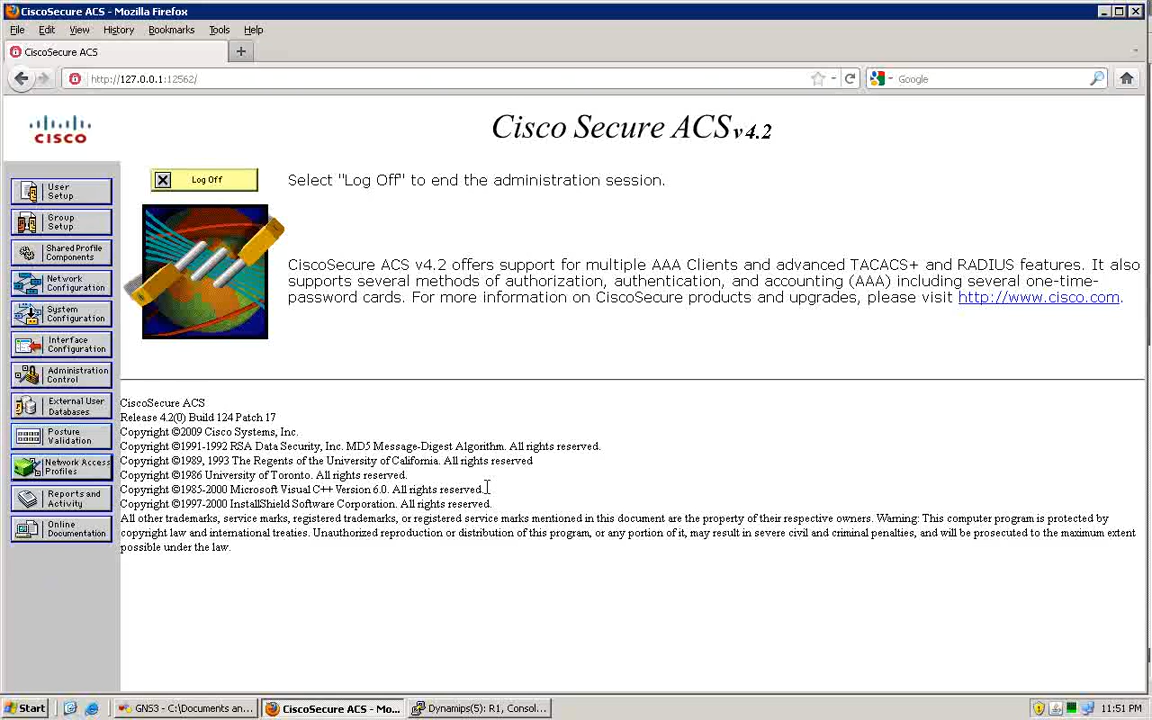 CiscoSecure ACS - Mozilla Firefox
File Edit View History Bookmarks Tools Help
CiscoSecure ACS
http://127.0.0.1:12562/
Google
CISCO
Cisco Secure ACS v4.2
User
Setup
Group
Setup
Shared Profile
Components
Network
Configuration
System
Configuration
Interface
Configuration
Administration
Control
External User
Databases
Posture
Validation
Network Access
Profiles
Reports and
Activity
Online
Documentation
Log Off
Select "Log Off" to end the administration session.
CiscoSecure ACS v4.2 offers support for multiple AAA Clients and advanced TACACS+ and RADIUS features. It also
supports several methods of authorization, authentication, and accounting (AAA) including several one-time-
password cards. For more information on CiscoSecure products and upgrades, please visit http://www.cisco.com.
CiscoSecure ACS
Release 4.2(0) Build 124 Patch 17
Copyright ©2009 Cisco Systems, Inc.
Copyright ©1991-1992 RSA Data Security, Inc. MD5 Message-Digest Algorithm. All rights reserved.
Copyright ©1989, 1993 The Regents of the University of California. All rights reserved
Copyright ©1986 University of Toronto. All rights reserved.
Copyright ©1985-2000 Microsoft Visual C++ Version 6.0. All rights reserved.
Copyright ©1997-2000 InstallShield Software Corporation. All rights reserved.
All other trademarks, service marks, registered trademarks, or registered service marks mentioned in this document are the property of their respective owners. Warning: This computer program is protected by
copyright law and international treaties. Unauthorized reproduction or distribution of this program, or any portion of it, may result in severe civil and criminal penalties, and will be prosecuted to the maximum extent
possible under the law.
Start
GNS3 - C:\Documents an...
CiscoSecure ACS - Mo...
Dynamips(5): R1, Consol...
11:51 PM